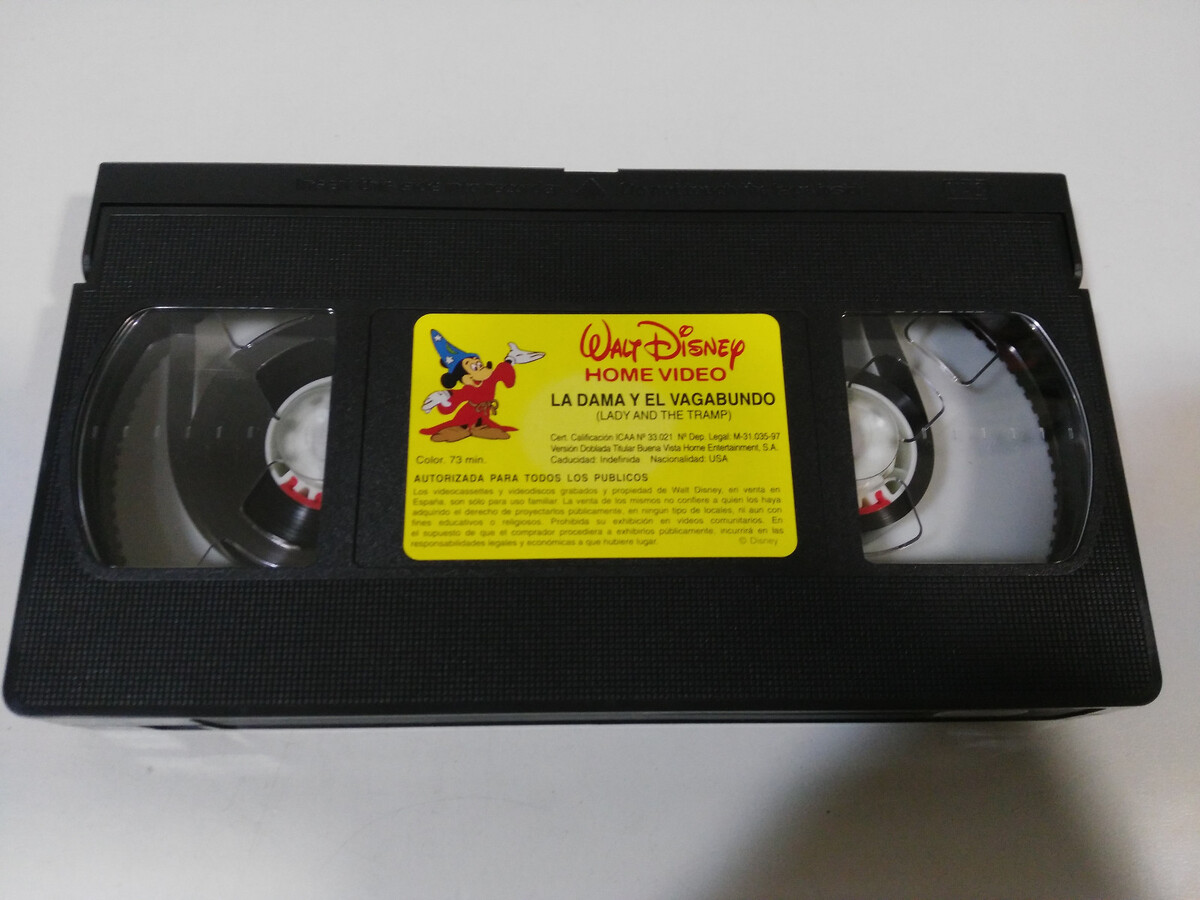 WALT DISNEY
HOME VIDEO
LA DAMA Y EL VAGABUNDO
(LADY AND THE TRAMP)
Cert. Calificación ICAA Nº 33.021 Nº Dep. Legal: M-31.035-97
Versión Doblada Titular Buena Vista Home Entertainment, S.A.
Caducidad: Indefinida Nacionalidad: USA
Color. 73 min.
AUTORIZADA PARA TODOS LOS PUBLICOS
Los videocassettes y videodiscos grabados y propiedad de Walt Disney, en venta en
España, son sólo para uso familiar. La venta de los mismos no confiere a quien los haya
adquirido el derecho de proyectarlos públicamente, en ningún tipo de locales, ni aun con
fines educativos o religiosos. Prohibida su exhibición en vídeos comunitarios. En
el supuesto de que el comprador procediera a exhibirlos públicamente, incurrirá en las
responsabilidades legales y económicas a que hubiere lugar.
© Disney